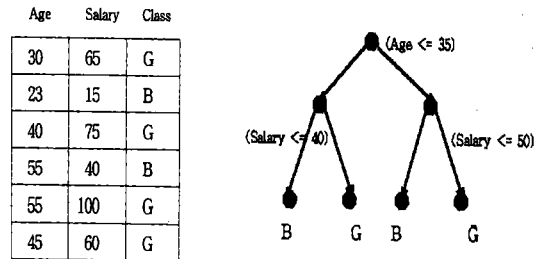 Age Salary Class
30 65 G
23 15 B
40 75 G
55 40 B
55 100 G
45 60 G
(Age <= 35)
(Salary <= 40)
(Salary <= 50)
B G B G